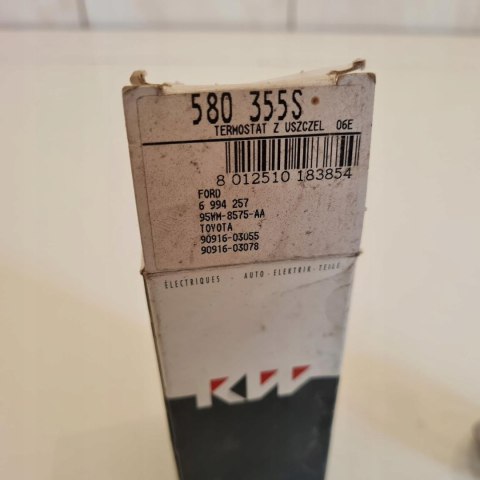 580 355S
TERMOSTAT Z USZCZEL 06E
8 012510 183854
FORD
6 994 257
95WM-8575-AA
TOYOTA
90916-03055
90916-03078
ÉLECTRIQUES - AUTO-ELEKTRIK-TEILE
KW